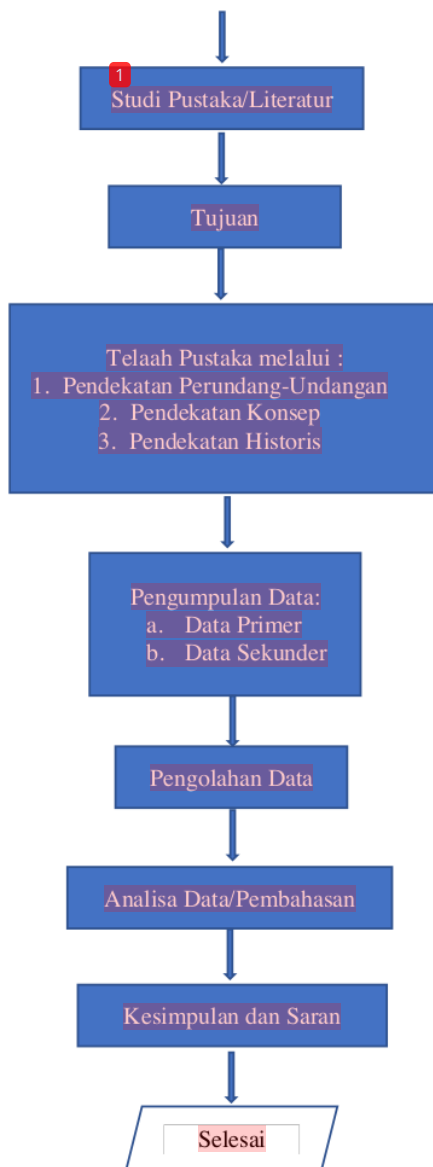 1
Studi Pustaka/Literatur
Tujuan
Telaah Pustaka melalui :
1. Pendekatan Perundang-Undangan
2. Pendekatan Konsep
3. Pendekatan Historis
Pengumpulan Data:
a. Data Primer
b. Data Sekunder
Pengolahan Data
Analisa Data/Pembahasan
Kesimpulan dan Saran
Selesai